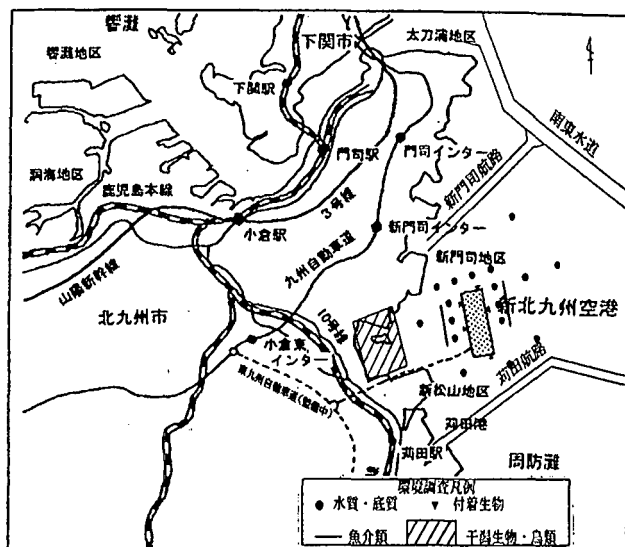 響灘
下関市
太刀浦地区
響灘地区
下関駅
南東水道
門司駅
門司インター
新門司航路
洞海地区
鹿児島本線
3号線
小倉駅
新門司インター
九州自動車道
新門司地区
山陽新幹線
北九州市
10号線
新北九州空港
小倉東
インター
苅田航路
東九州自動車道(整備中)
新松山地区
苅田港
苅田駅
周防灘
環境調査凡例
水質・底質
付着生物
魚介類
干潟生物・鳥類